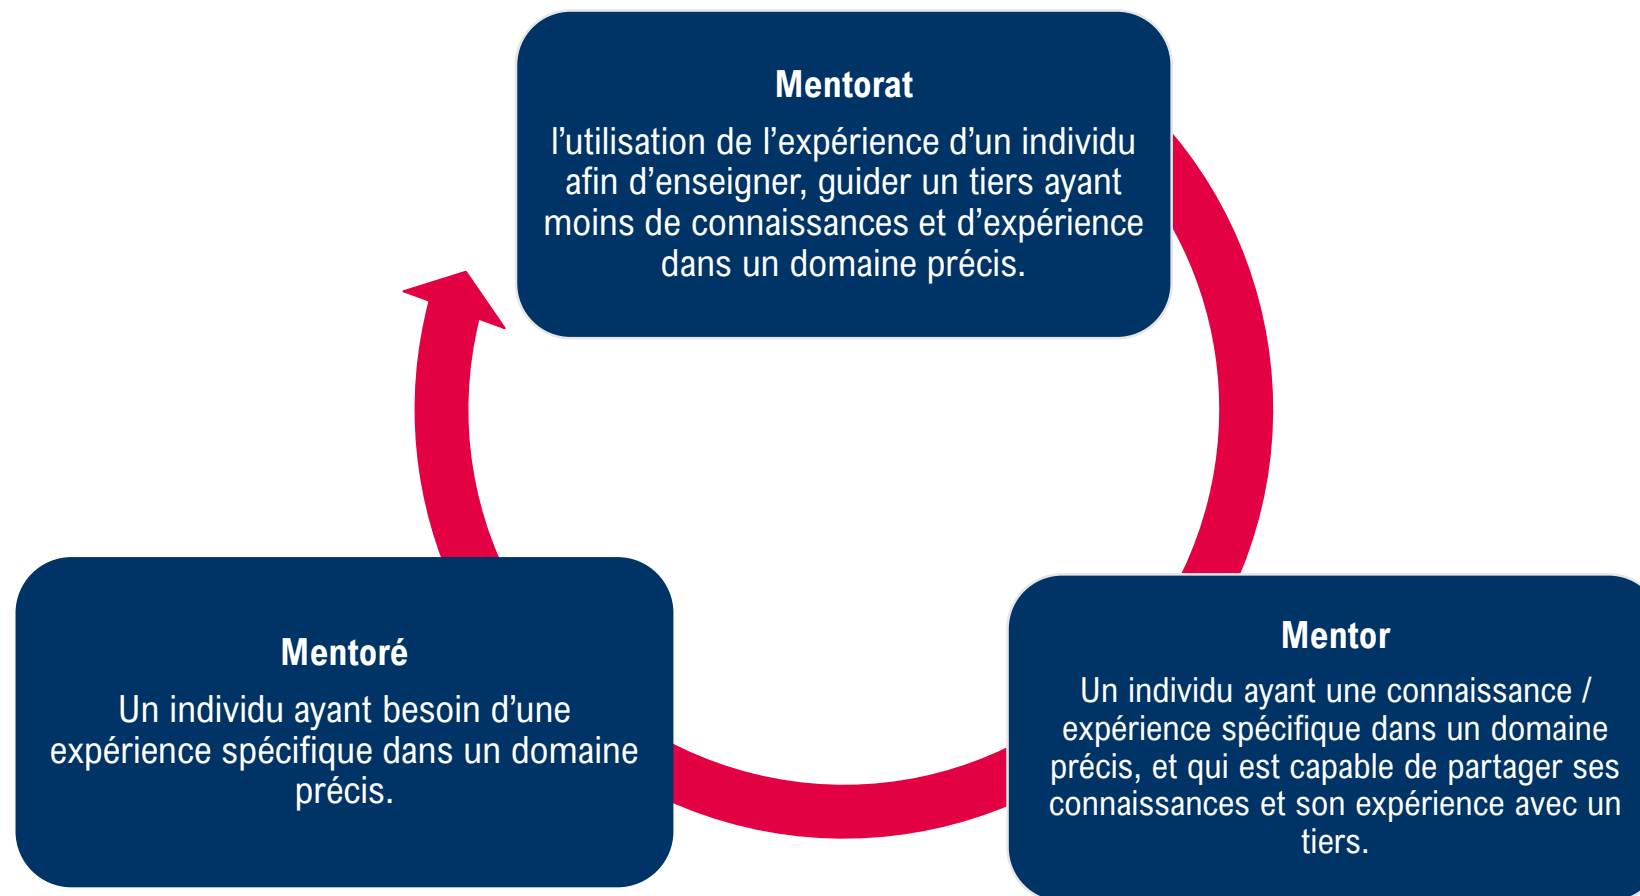 Mentorat
l’utilisation de l’expérience d’un individu
afin d’enseigner, guider un tiers ayant
moins de connaissances et d’expérience
dans un domaine précis.
Mentoré
Un individu ayant besoin d’une
expérience spécifique dans un domaine
précis.
Mentor
Un individu ayant une connaissance /
expérience spécifique dans un domaine
précis, et qui est capable de partager ses
connaissances et son expérience avec un
tiers.